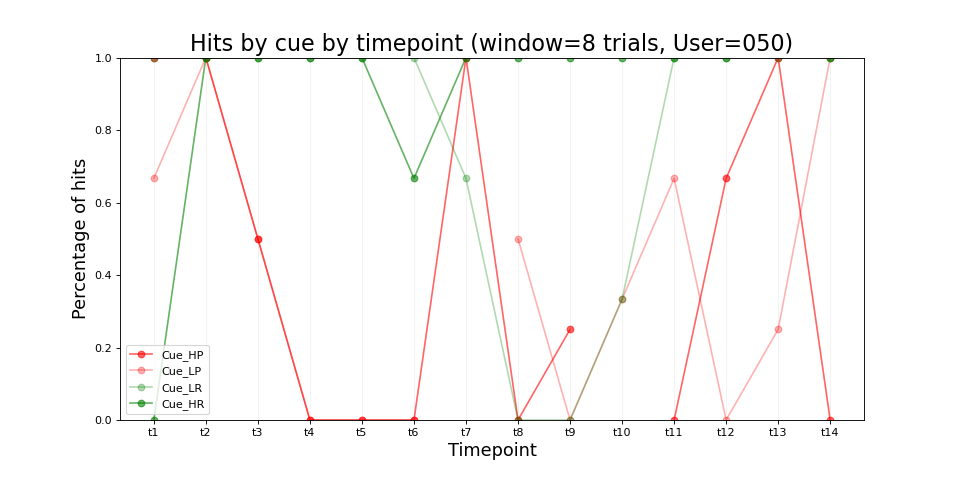 Hits by cue by timepoint (window=8 trials, User=050)
Percentage of hits
1.0
0.8
0.6
0.4
0.2
0.0
Cue_HP
Cue_LP
Cue_LR
Cue_HR
t1 t2 t3 t4 t5 t6 t7 t8 t9 t10 t11 t12 t13 t14
Timepoint